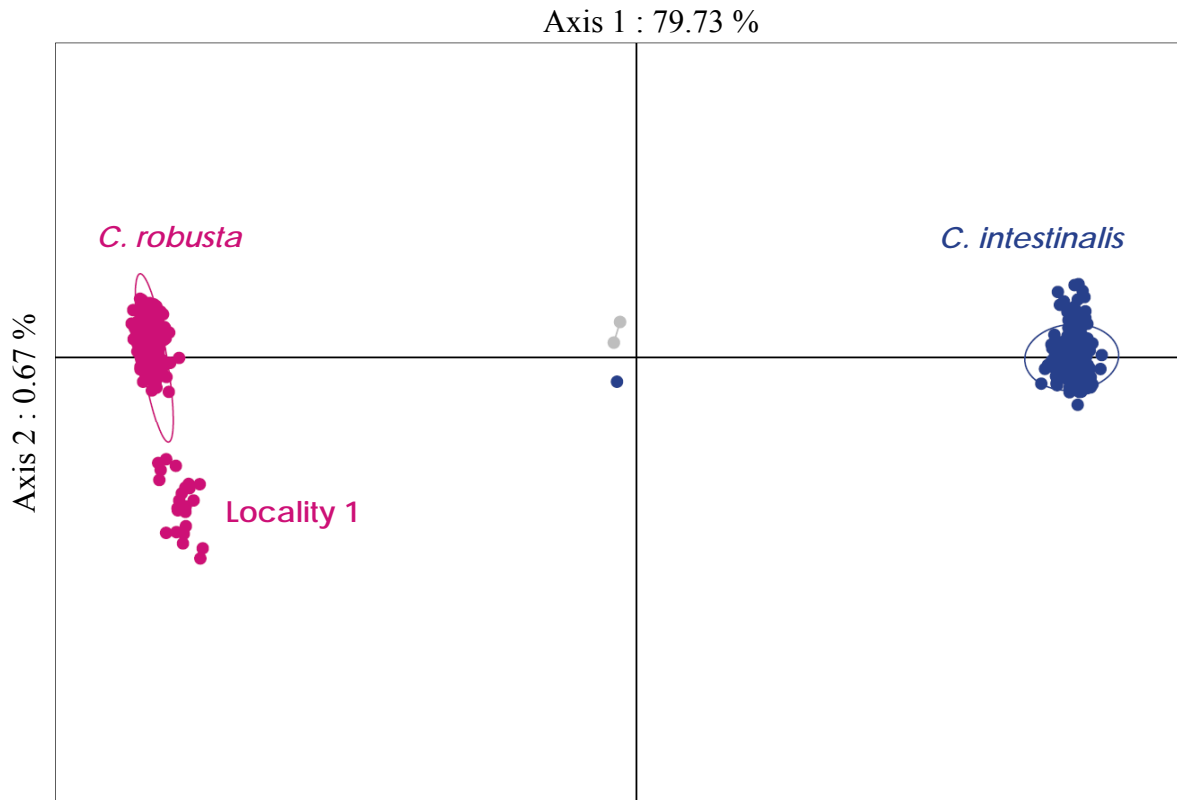 Axis 1 : 79.73 %
C. robusta
C. intestinalis
Axis 2 : 0.67 %
Locality 1